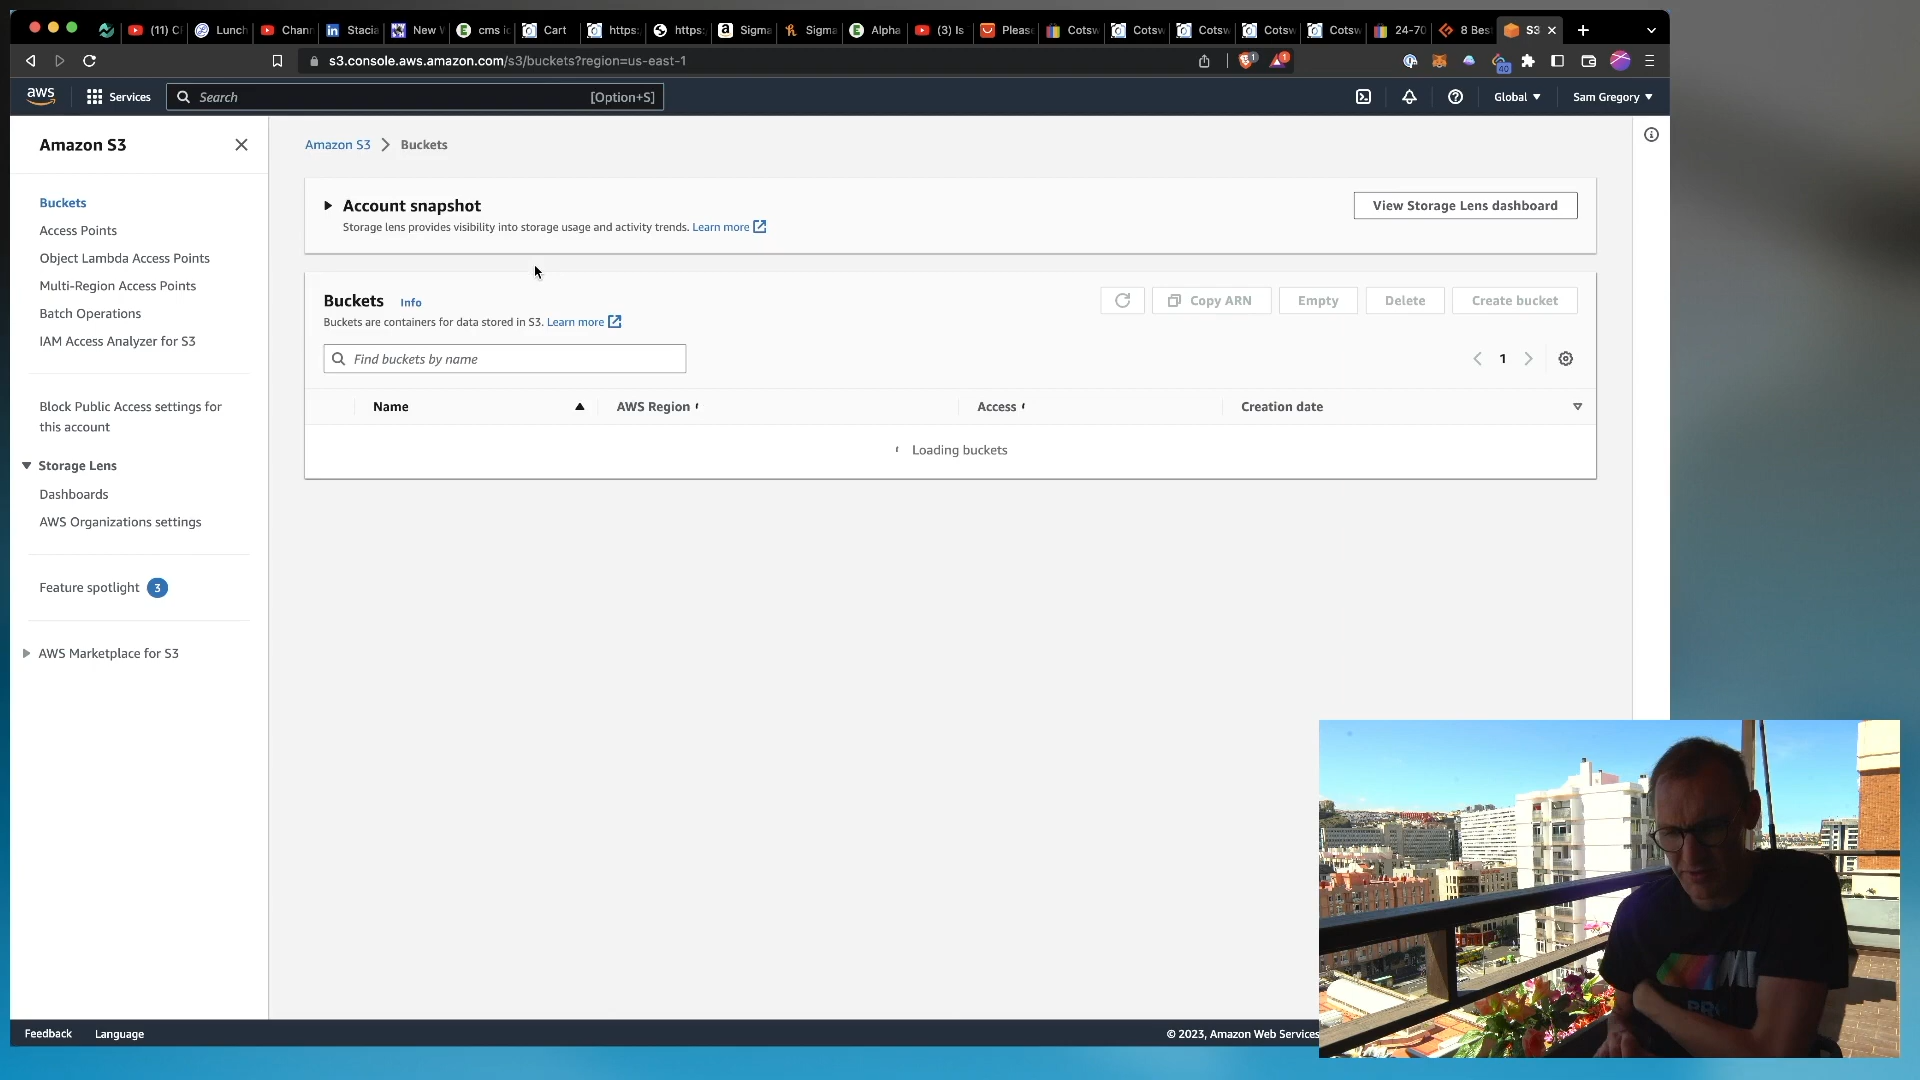 (11) C
Lunch
Chan
Stacia
New
cms ic
Cart
https:
https:
Sigma
Sigma
Alpha
(3) Is
Please
Cotsw
Cotsw
Cotsw
Cotsw
Cotsw
24-70
8 Bes
S3
s3.console.aws.amazon.com/s3/buckets?region=us-east-1
1
1
40
aws
Services
Search
[Option+S]
Global
Sam Gregory
Amazon S3
Buckets
Access Points
Object Lambda Access Points
Multi-Region Access Points
Batch Operations
IAM Access Analyzer for S3
Block Public Access settings for
this account
Storage Lens
Dashboards
AWS Organizations settings
Feature spotlight 3
AWS Marketplace for S3
Amazon S3 > Buckets
Account snapshot
Storage lens provides visibility into storage usage and activity trends. Learn more
View Storage Lens dashboard
Buckets Info
Buckets are containers for data stored in S3. Learn more
Copy ARN
Empty
Delete
Create bucket
Find buckets by name
1
Name
AWS Region
Access
Creation date
Loading buckets
Feedback
Language
© 2023, Amazon Web Services